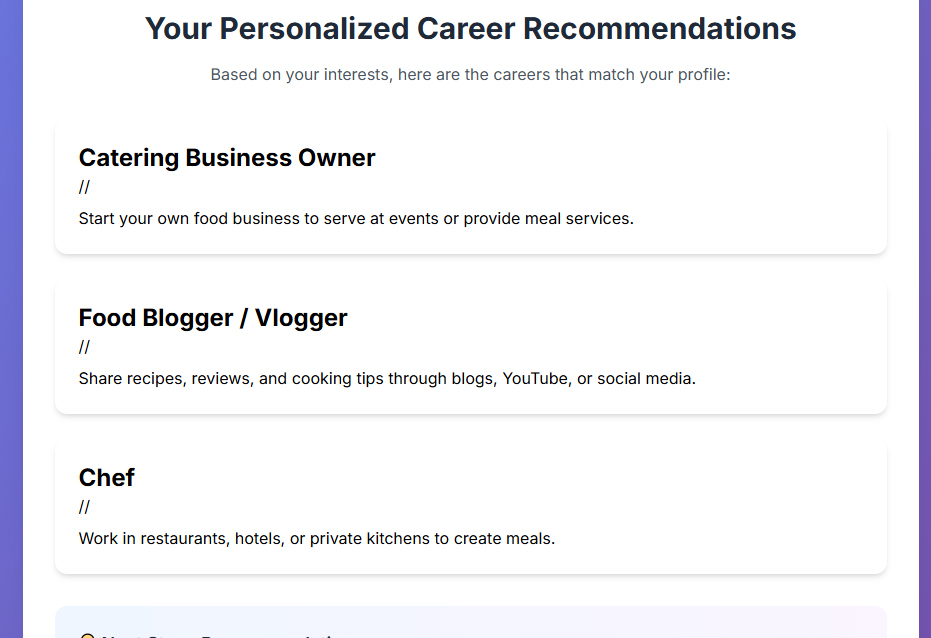 Your Personalized Career Recommendations
Based on your interests, here are the careers that match your profile:
Catering Business Owner
//
Start your own food business to serve at events or provide meal services.
Food Blogger / Vlogger
//
Share recipes, reviews, and cooking tips through blogs, YouTube, or social media.
Chef
//
Work in restaurants, hotels, or private kitchens to create meals.